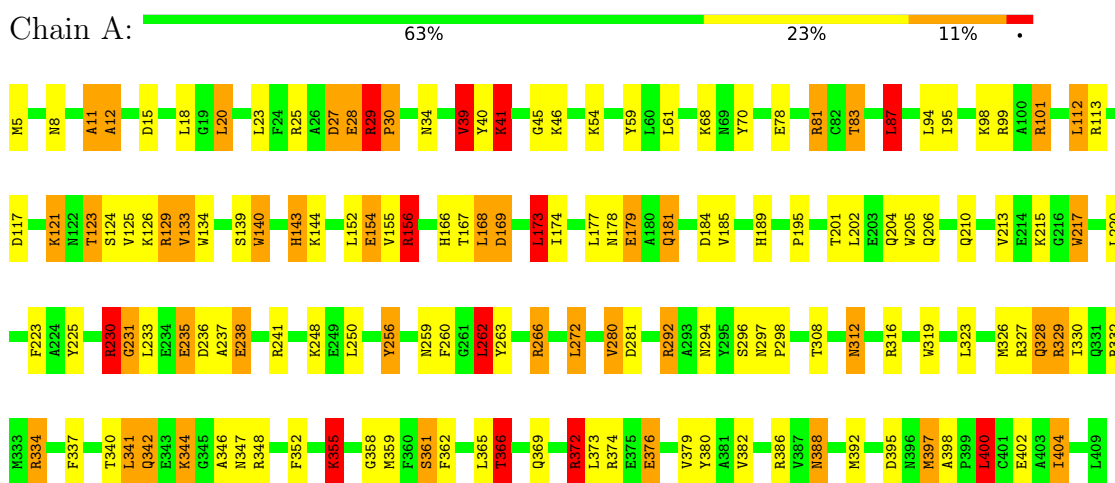 Chain A:
63% 23% 11% •
M5 N8 A11 A12 D15 L18 G19 L20 L23 F24 R25 A26 D27 E28 R29 P30 N34 V39 Y40 K41 G45 K46 K54 Y59 L60 L61 K68 N69 Y70 E78 R81 C82 T83 L87 L94 I95 K98 R99 A100 R101 L112 R113
D117 K121 N122 T123 S124 V125 K126 R129 V133 W134 S139 W140 H143 K144 L152 E154 V155 R156 H166 T167 L168 D169 L173 I174 L177 N178 E179 A180 Q181 D184 V185 H189 P195 T201 L202 E203 Q204 W205 Q206 Q210 V213 E214 K215 G216 W217
F223 A224 Y225 R230 G231 L233 E234 E235 D236 A237 E238 R241 K248 E249 L250 Y256 N259 F260 G261 L262 Y263 R266 L272 V280 D281 R292 A293 N294 Y295 S296 N297 P298 T308 N312 R316 W319 L323 M326 R327 Q328 R329 I330 Q331
M333 R334 F337 T340 L341 Q342 E343 K344 G345 A346 N347 R348 F352 K355 G358 M359 F360 S361 F362 L365 T366 Q369 R372 L373 R374 E375 E376 V379 Y380 A381 V382 R386 V387 N388 M392 D395 N396 M397 A398 P399 L400 C401 E402 A403 I404 L409